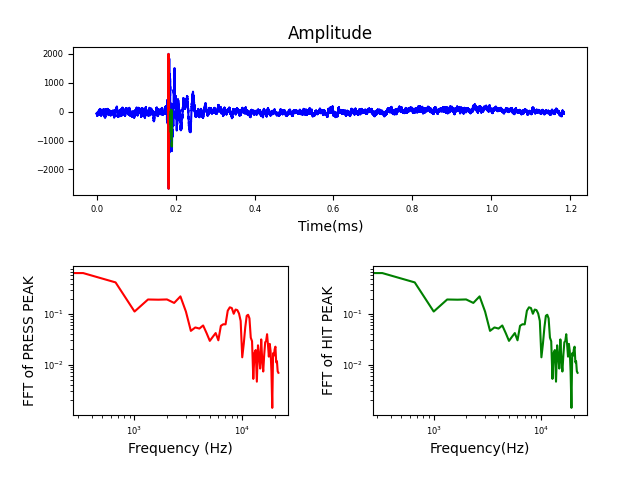 Amplitude
2000
1000
0
−1000
−2000
0.0 0.2 0.4 0.6 0.8 1.0 1.2
Time(ms)
FFT of PRESS PEAK
10⁻¹
10⁻²
10³ 10⁴
Frequency (Hz)
FFT of HIT PEAK
10⁻¹
10⁻²
10³ 10⁴
Frequency(Hz)